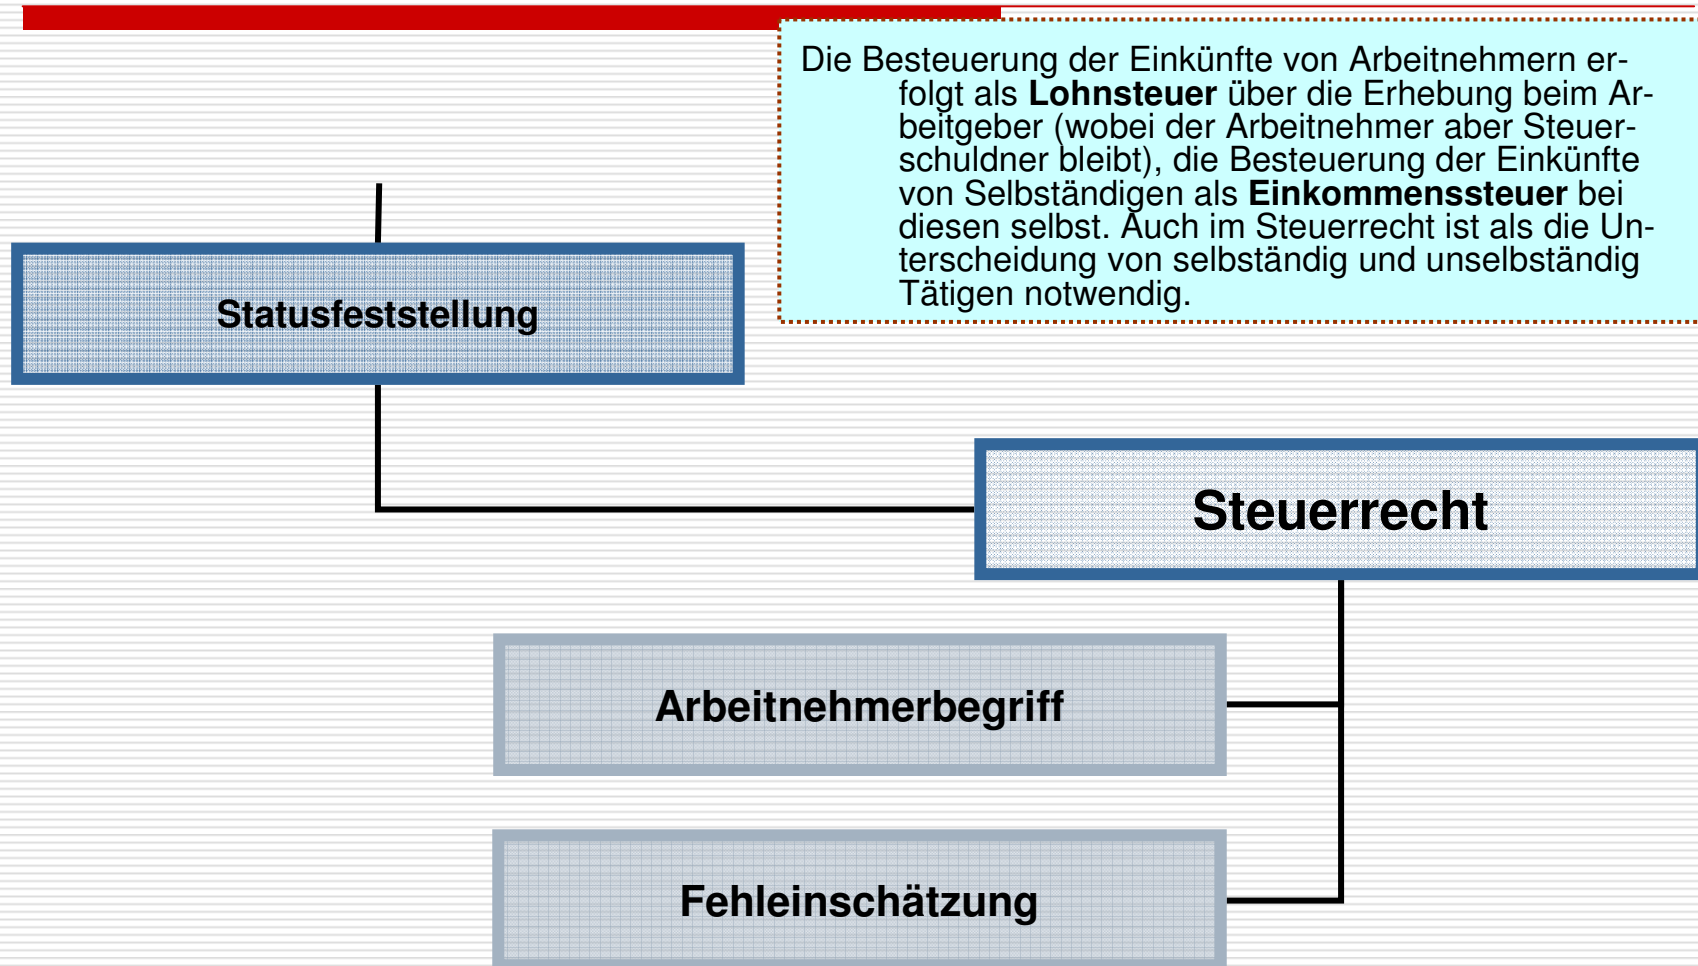 Die Besteuerung der Einkünfte von Arbeitnehmern er-
folgt als Lohnsteuer über die Erhebung beim Ar-
beitgeber (wobei der Arbeitnehmer aber Steuer-
schuldner bleibt), die Besteuerung der Einkünfte
von Selbständigen als Einkommenssteuer bei
diesen selbst. Auch im Steuerrecht ist als die Un-
terscheidung von selbständig und unselbständig
Tätigen notwendig.
Statusfeststellung
Steuerrecht
Arbeitnehmerbegriff
Fehleinschätzung